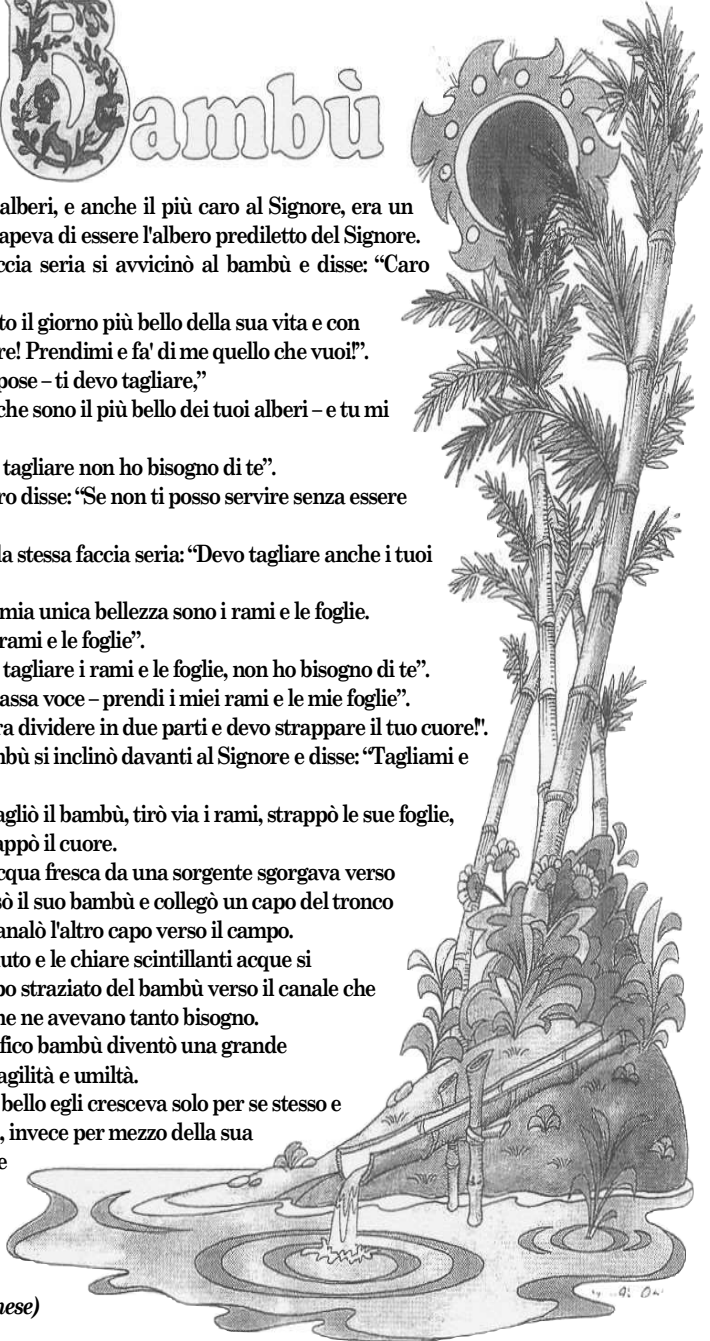 Bambù
alberi, e anche il più caro al Signore, era un
apeva di essere l'albero prediletto del Signore.
ccia seria si avvicinò al bambù e disse: “Caro
to il giorno più bello della sua vita e con
re! Prendimi e fa' di me quello che vuoi!”.
pose – ti devo tagliare,”
che sono il più bello dei tuoi alberi – e tu mi
tagliare non ho bisogno di te”.
ro disse: “Se non ti posso servire senza essere
la stessa faccia seria: “Devo tagliare anche i tuoi
mia unica bellezza sono i rami e le foglie.
rami e le foglie”.
tagliare i rami e le foglie, non ho bisogno di te”.
assa voce – prendi i miei rami e le mie foglie”.
ra dividere in due parti e devo strappare il tuo cuore!".
mbù si inclinò davanti al Signore e disse: “Tagliami e
agliò il bambù, tirò via i rami, strappò le sue foglie,
appò il cuore.
cqua fresca da una sorgente sgorgava verso
sò il suo bambù e collegò un capo del tronco
analò l'altro capo verso il campo.
uto e le chiare scintillanti acque si
po straziato del bambù verso il canale che
he ne avevano tanto bisogno.
fico bambù diventò una grande
agilità e umiltà.
bello egli cresceva solo per se stesso e
, invece per mezzo della sua
e
nese)